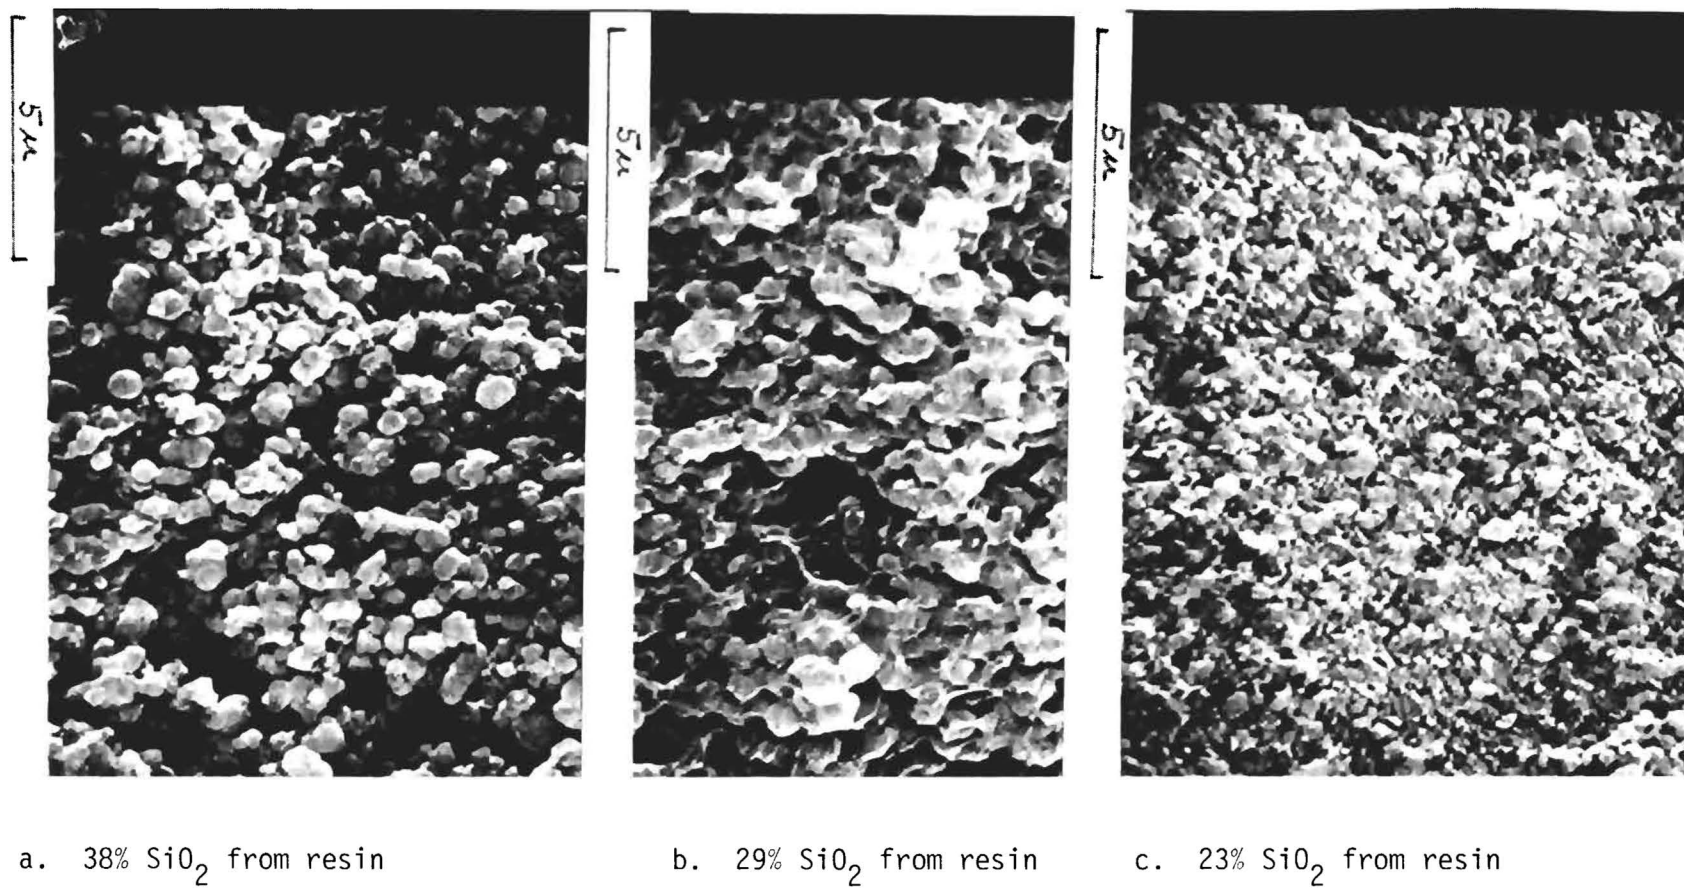 5μ
5μ
5μ
a. 38% SiO₂ from resin
b. 29% SiO₂ from resin
c. 23% SiO₂ from resin